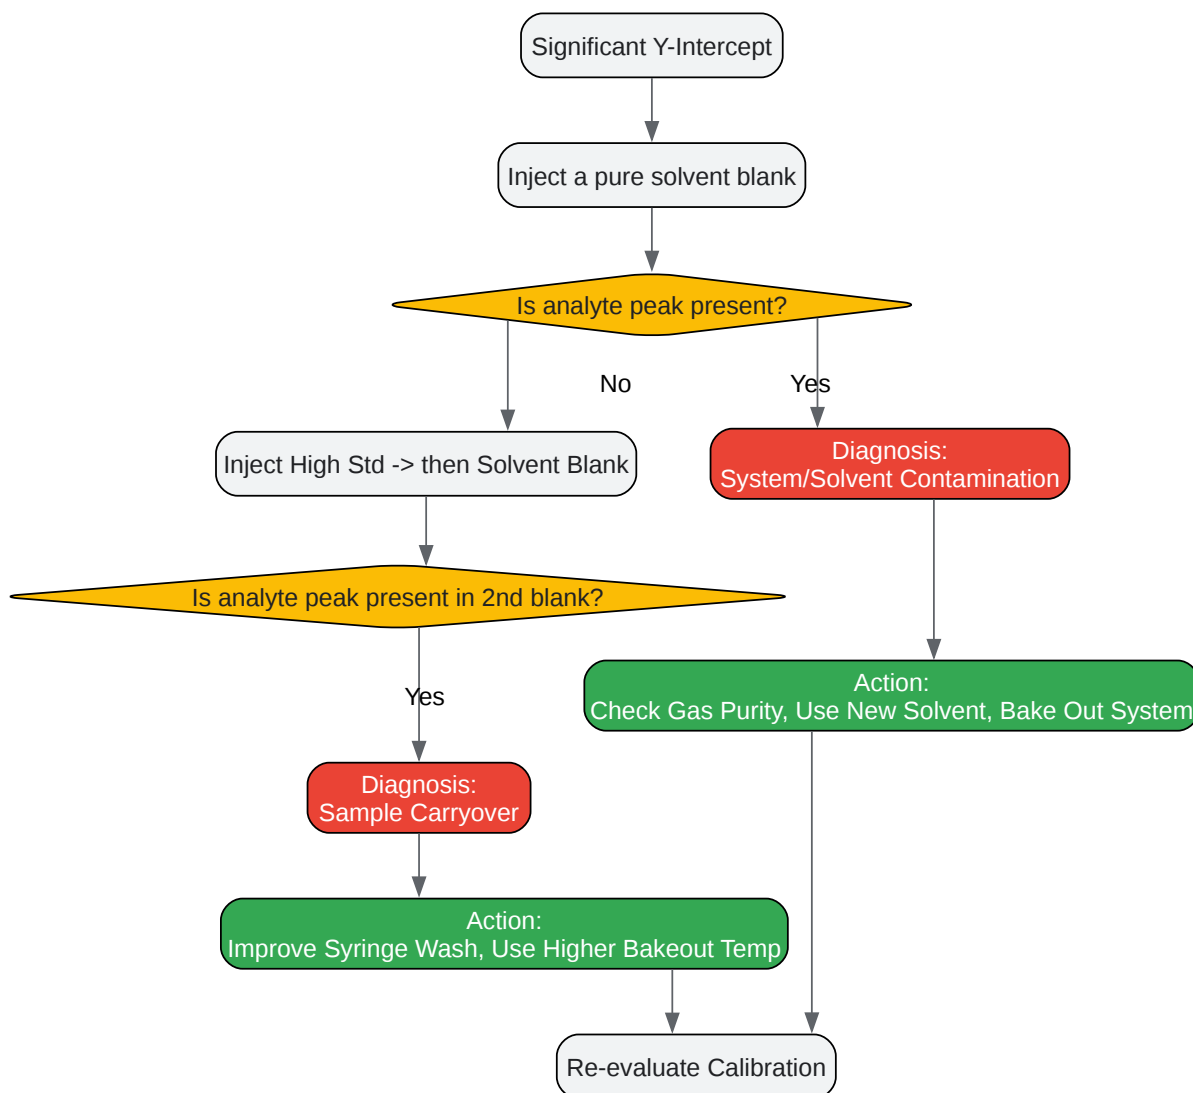 Significant Y-Intercept
Inject a pure solvent blank
Is analyte peak present?
No
Yes
Inject High Std -> then Solvent Blank
Diagnosis:
System/Solvent Contamination
Is analyte peak present in 2nd blank?
Yes
Action:
Check Gas Purity, Use New Solvent, Bake Out System
Diagnosis:
Sample Carryover
Action:
Improve Syringe Wash, Use Higher Bakeout Temp
Re-evaluate Calibration